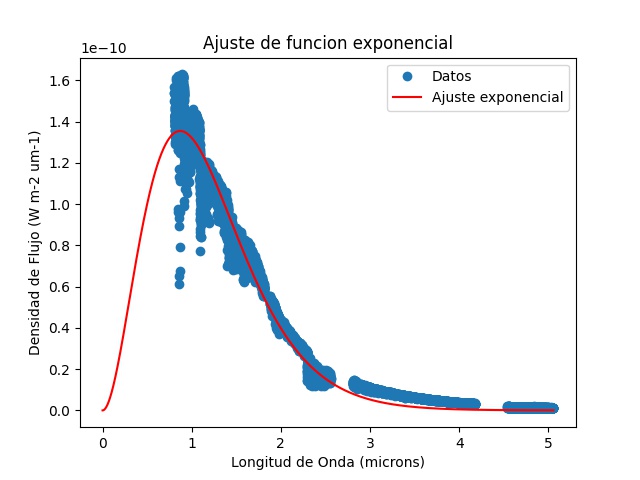 Ajuste de funcion exponencial
1e−10
Datos
Ajuste exponencial
1.6
1.4
1.2
1.0
0.8
0.6
0.4
0.2
0.0
Densidad de Flujo (W m-2 um-1)
0 1 2 3 4 5
Longitud de Onda (microns)